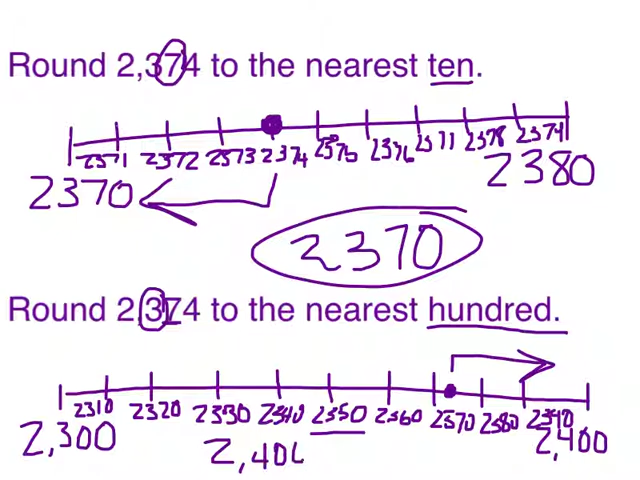 Round 2,374 to the nearest ten.
2371 2372 2373 2374 2375 2376 2377 2378 2379
2370 2380
2370
Round 2,374 to the nearest hundred.
2310 2320 2330 2340 2350 2360 2370 2380 2390
2,300 2,400
2,400